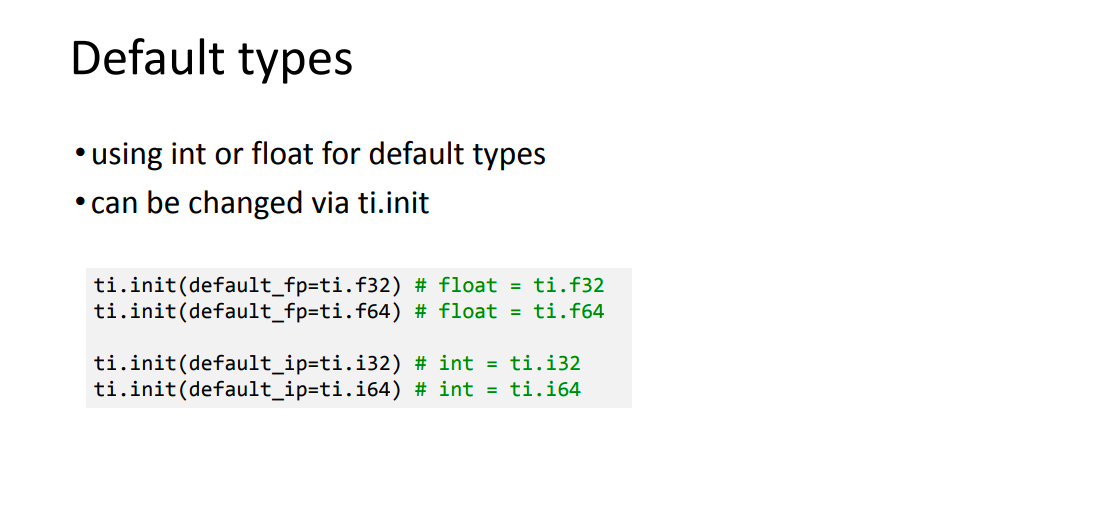 Default types
•using int or float for default types
•can be changed via ti.init
ti.init(default_fp=ti.f32) # float = ti.f32
ti.init(default_fp=ti.f64) # float = ti.f64
ti.init(default_ip=ti.i32) # int = ti.i32
ti.init(default_ip=ti.i64) # int = ti.i64